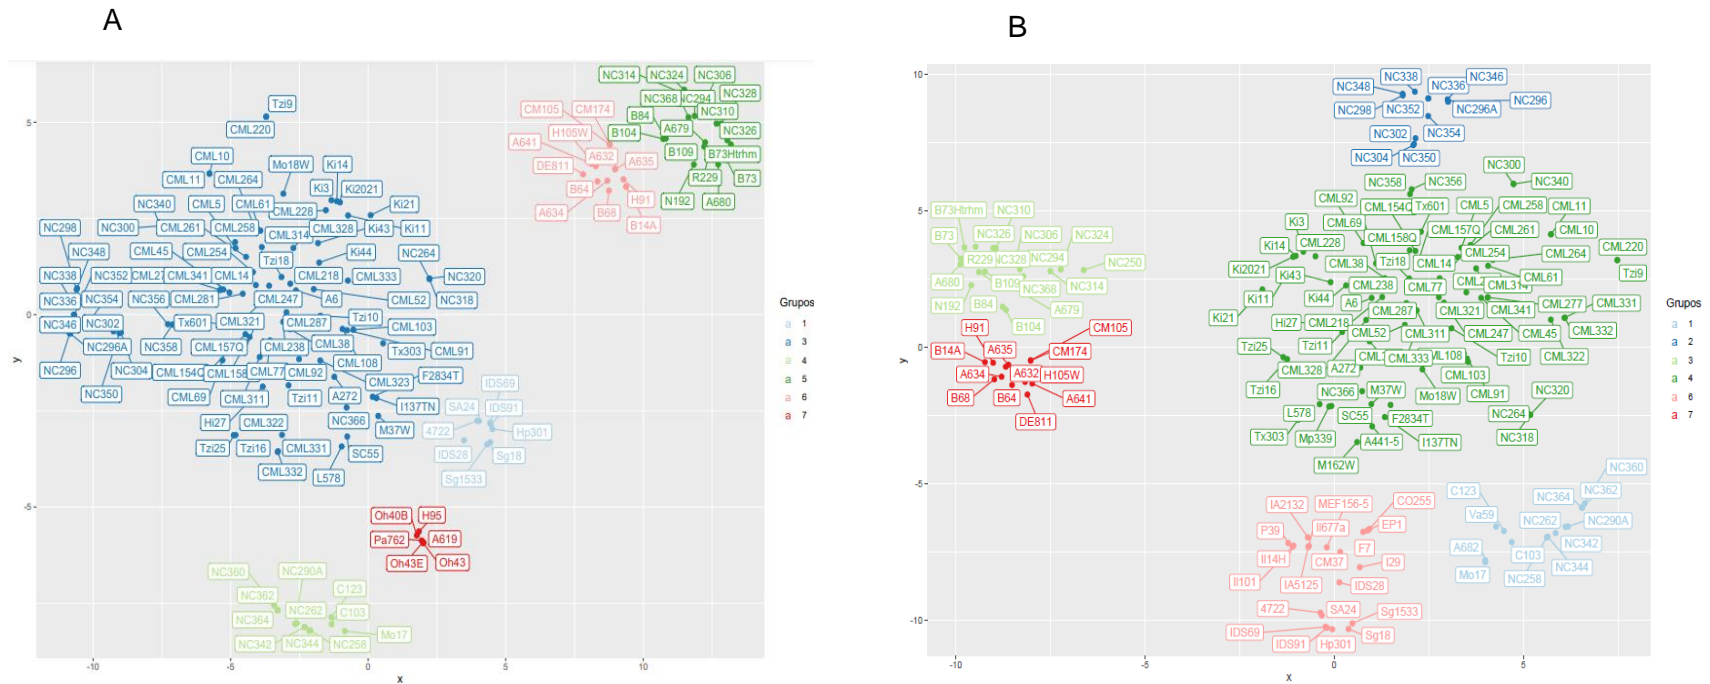 A
B
NC314 NC324 NC306
NC368 NC294 NC328
B84 NC310
B104 A679 NC326
B109 B73Htrhm
R229 B73
N192 A680
CM105 CM174
H105W
A641 A632 A635
DE811
B64 H91
A634 B68 B14A
Tzi9
CML220
CML10 Mo18W Ki14
CML11 CML264 Ki3 Ki2021
NC340 CML5 CML61 CML228 Ki21
NC298 NC300 CML261 CML258 CML314 CML328 Ki43 Ki11
NC348 CML45 CML254 Tzi18 Ki44 NC264
NC338 NC352 CML341 CML14 CML218 CML333 NC320
NC336 NC354 NC356 CML281 CML247 A6 CML52 NC318
NC346 NC302 Tx601 CML321 CML287 Tzi10 CML103
NC296A NC358 CML157Q CML238 CML38 Tx303 CML91
NC296 NC304 CML154Q CML158 CML77 CML92 CML108
NC350 CML69 CML311 Tzi11 A272 CML323 F2834T
Hi27 CML322 NC366 I137TN
Tzi25 Tzi16 CML331 SC55 M37W
CML332 L578
IDS69
SA24 IDS91
4722 Hp301
IDS28 Sg18
Sg1533
Oh40B H95
Pa762 A619
Oh43E Oh43
NC360 NC290A
NC362 C123
NC364 NC262 C103
NC342 NC344 NC258 Mo17
5
0
-5
y
-10 -5 0 5 10
x
Grupos
a 1
a 3
a 4
a 5
a 6
a 7
NC338 NC346
NC348 NC336
NC298 NC352 NC296A NC296
NC302 NC354
NC304 NC350
NC300
NC358 NC356 NC340
CML92 CML154Q Tx601 CML5 CML258 CML11
Ki3 CML69 CML157Q CML261 CML10
Ki14 CML228 CML158Q CML254 CML264 CML220
Ki2021 Ki43 CML38 Tzi18 CML14 CML61 Tzi9
Ki11 Ki44 CML238 CML77 CML314
Ki21 A6 CML287 CML321 CML341 CML277 CML331
Hi27 CML218 CML52 CML311 CML247 CML45 CML332
Tzi25 Tzi11 CML333 Tzi10 CML322
CML328 A272 CML103
Tzi16 NC366 M37W Mo18W CML91 NC320
L578 SC55 F2834T NC264
Tx303 Mp339 A441-5 I137TN NC318
M162W
B73Htrhm NC310
B73 NC326 NC306 NC324
R229 NC328 NC294 NC250
A680 B109 NC368 NC314
N192 B84 A679
B104
H91 CM105
B14A A635 CM174
A634 A632 H105W
B68 B64 A641
DE811
NC360
C123 NC364 NC362
Va59 NC262 NC290A
A682 C103 NC342
Mo17 NC258 NC344
IA2132 MEF156-5 CO255
P39 Il677a EP1
Il14H F7
Il101 IA5125 CM37 I29
IDS28
4722 SA24 Sg1533
IDS69 IDS91 Hp301 Sg18
10
5
0
-5
-10
y
-10 -5 0 5
x
Grupos
a 1
a 2
a 3
a 4
a 6
a 7